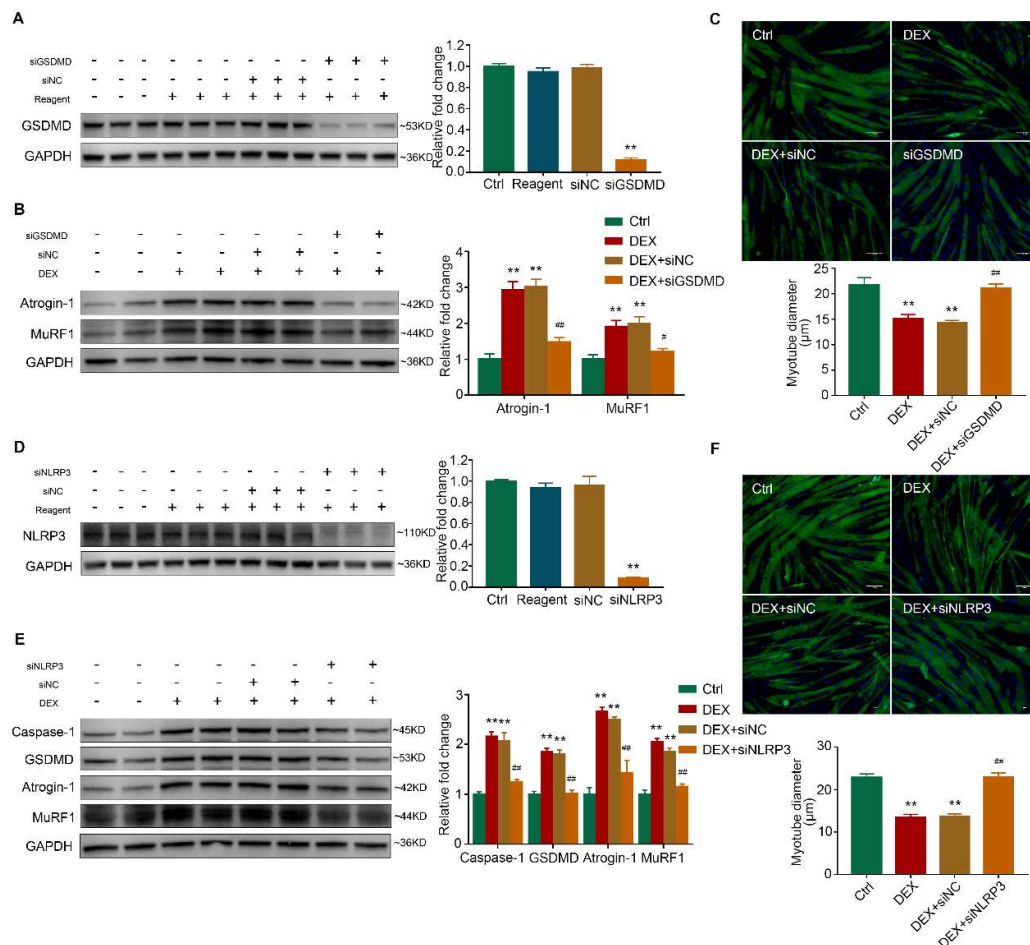 A
siGSDMD - - - - - - - - - + + +
siNC - - - - - - + + + - - -
Reagent - - - + + + + + + + + +
GSDMD ~53KD
GAPDH ~36KD
Relative fold change
1.2
1.0
0.8
0.6
0.4
0.2
0.0
**
Ctrl Reagent siNC siGSDMD
B
siGSDMD - - - - - - + +
siNC - - - - + + - -
DEX - - + + + + + +
Atrogin-1 ~42KD
MuRF1 ~44KD
GAPDH ~36KD
Ctrl
DEX
DEX+siNC
DEX+siGSDMD
Relative fold change
4
3
2
1
0
** ** ## ** ** #
Atrogin-1 MuRF1
C
Ctrl DEX
DEX+siNC siGSDMD
Myotube diameter
(μm)
25
20
15
10
5
0
** ** ##
Ctrl DEX DEX+siNC DEX+siGSDMD
D
siNLRP3 - - - - - - - - - + + +
siNC - - - - - - + + + - - -
Reagent - - - + + + + + + + + +
NLRP3 ~110KD
GAPDH ~36KD
Relative fold change
1.2
1.0
0.8
0.6
0.4
0.2
0.0
**
Ctrl Reagent siNC siNLRP3
E
siNLRP3 - - - - - - + +
siNC - - - - + + - -
DEX - - + + + + + +
Caspase-1 ~45KD
GSDMD ~53KD
Atrogin-1 ~42KD
MuRF1 ~44KD
GAPDH ~36KD
Ctrl
DEX
DEX+siNC
DEX+siNLRP3
Relative fold change
3
2
1
0
** ** ## ** ** ## ** ** ## ** ** ##
Caspase-1 GSDMD Atrogin-1 MuRF1
F
Ctrl DEX
DEX+siNC DEX+siNLRP3
Myotube diameter
(μm)
30
20
10
0
** ** ##
Ctrl DEX DEX+siNC DEX+siNLRP3